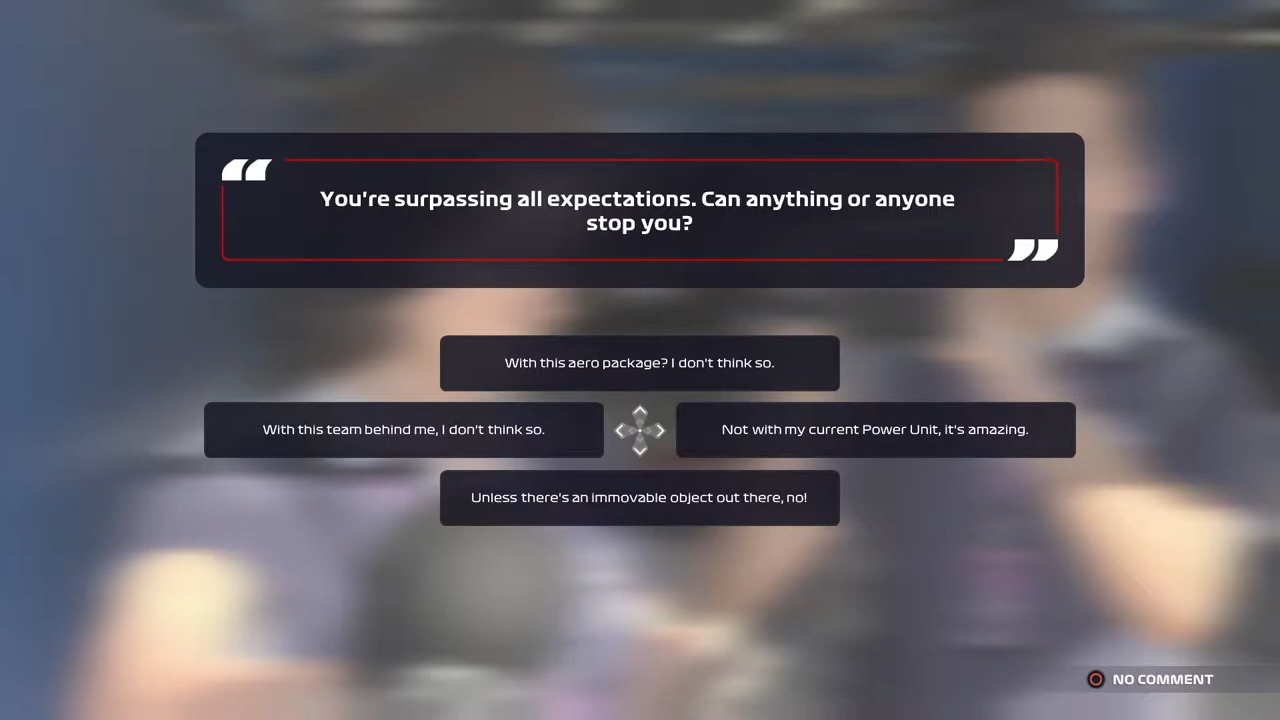 You're surpassing all expectations. Can anything or anyone
stop you?
With this aero package? I don't think so.
With this team behind me, I don't think so.
Not with my current Power Unit, it's amazing.
Unless there's an immovable object out there, no!
NO COMMENT